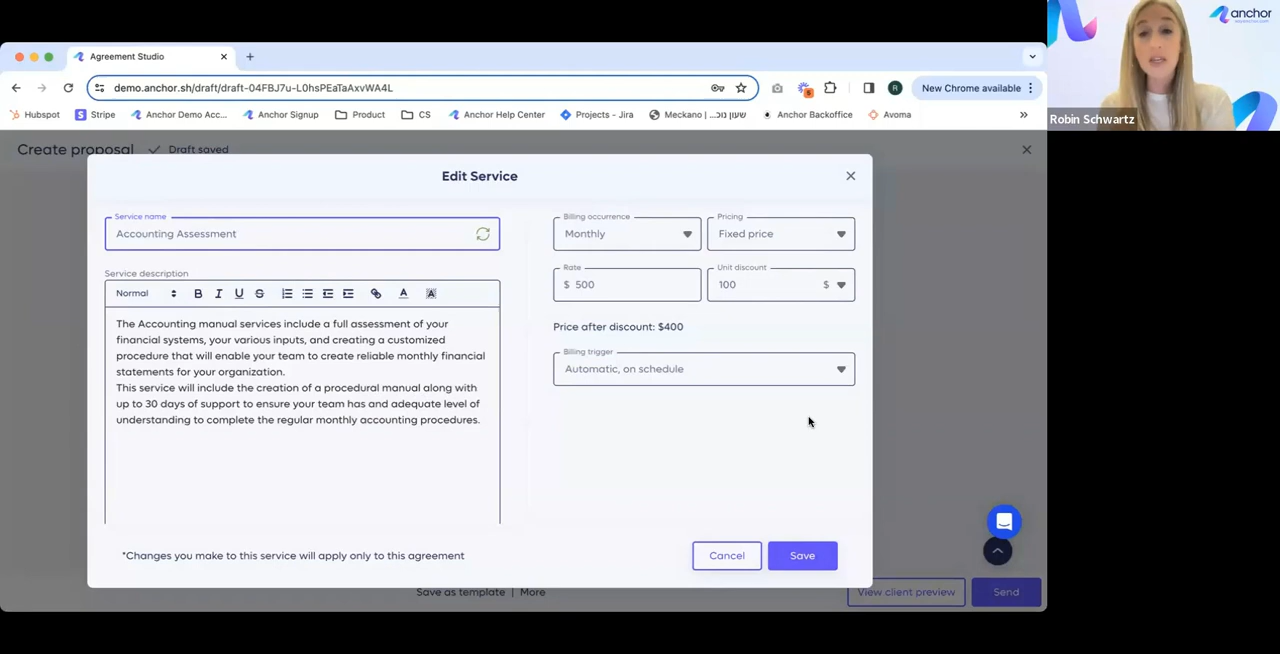 Agreement Studio
demo.anchor.sh/draft/draft-04FBJ7u-L0hsPEaTaAxvWA4L
R
New Chrome available
Hubspot
Stripe
Anchor Demo Acc...
Anchor Signup
Product
CS
Anchor Help Center
Projects - Jira
Meckano | ...שעון נוכ
Anchor Backoffice
Avoma
anchor
Robin Schwartz
Create proposal
Draft saved
Edit Service
Service name
Accounting Assessment
Service description
Normal
B I U S
The Accounting manual services include a full assessment of your
financial systems, your various inputs, and creating a customized
procedure that will enable your team to create reliable monthly financial
statements for your organization.
This service will include the creation of a procedural manual along with
up to 30 days of support to ensure your team has and adequate level of
understanding to complete the regular monthly accounting procedures.
Billing occurrence
Monthly
Pricing
Fixed price
Rate
$ 500
Unit discount
100 $
Price after discount: $400
Billing trigger
Automatic, on schedule
*Changes you make to this service will apply only to this agreement
Cancel
Save
Save as template | More
View client preview
Send